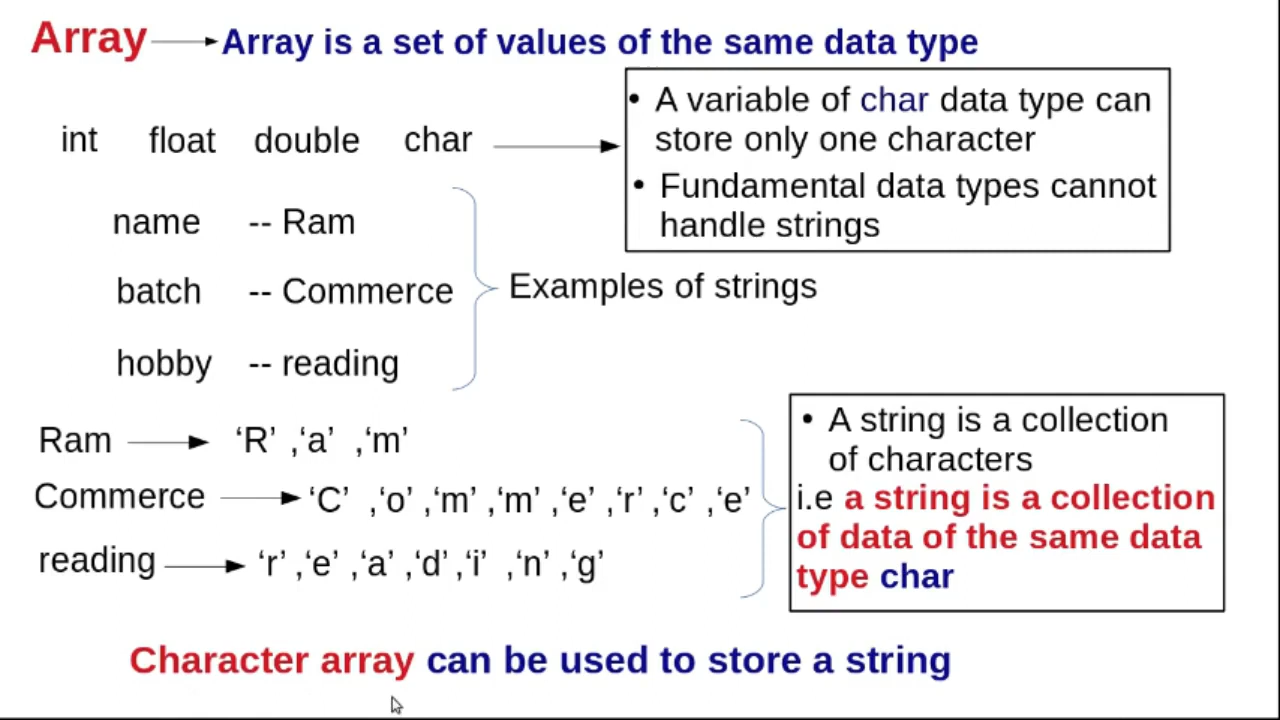 Array Array is a set of values of the same data type
int float double char
• A variable of char data type can
store only one character
• Fundamental data types cannot
handle strings
name -- Ram
batch -- Commerce
hobby -- reading
Examples of strings
Ram ‘R’ ,‘a’ ,‘m’
Commerce ‘C’ ,‘o’ ,‘m’ ,‘m’ ,‘e’ ,‘r’ ,‘c’ ,‘e’
reading ‘r’ ,‘e’ ,‘a’ ,‘d’ ,‘i’ ,‘n’ ,‘g’
• A string is a collection
of characters
i.e a string is a collection
of data of the same data
type char
Character array can be used to store a string